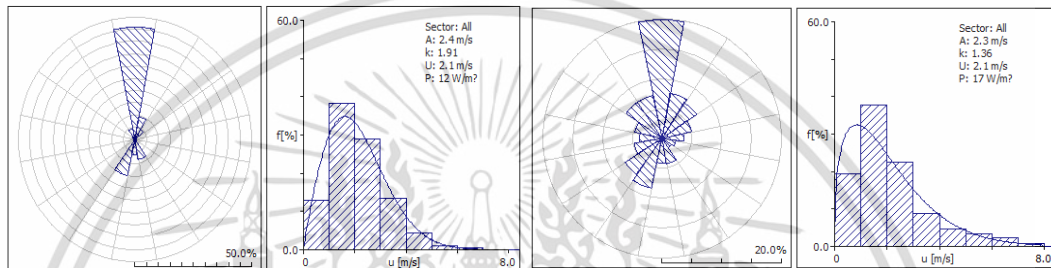 50.0%
60.0
Sector: All
A: 2.4 m/s
k: 1.91
U: 2.1 m/s
P: 12 W/m?
f[%]
0.0
0
u [m/s]
8.0
20.0%
60.0
Sector: All
A: 2.3 m/s
k: 1.36
U: 2.1 m/s
P: 17 W/m?
f[%]
0.0
0
u [m/s]
8.0